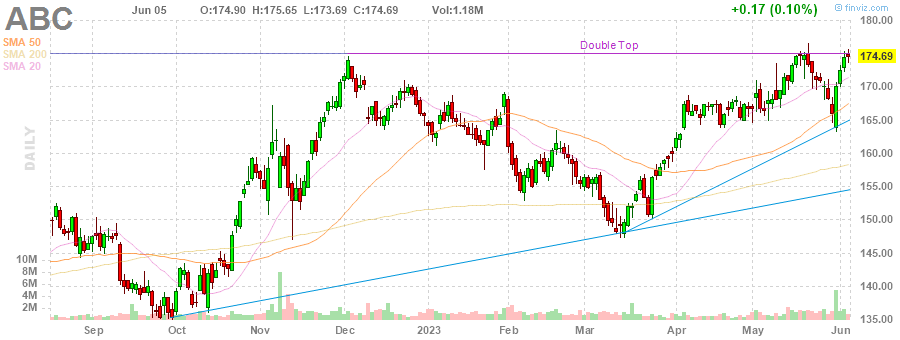 ABC
Jun 05 O:174.90 H:175.65 L:173.69 C:174.69 Vol:1.18M
+0.17 (0.10%)
© finviz.com
SMA 50
SMA 200
SMA 20
Double Top
DAILY
180.00
174.69
170.00
165.00
160.00
155.00
150.00
145.00
140.00
135.00
10M
8M
6M
4M
2M
Sep Oct Nov Dec 2023 Feb Mar Apr May Jun